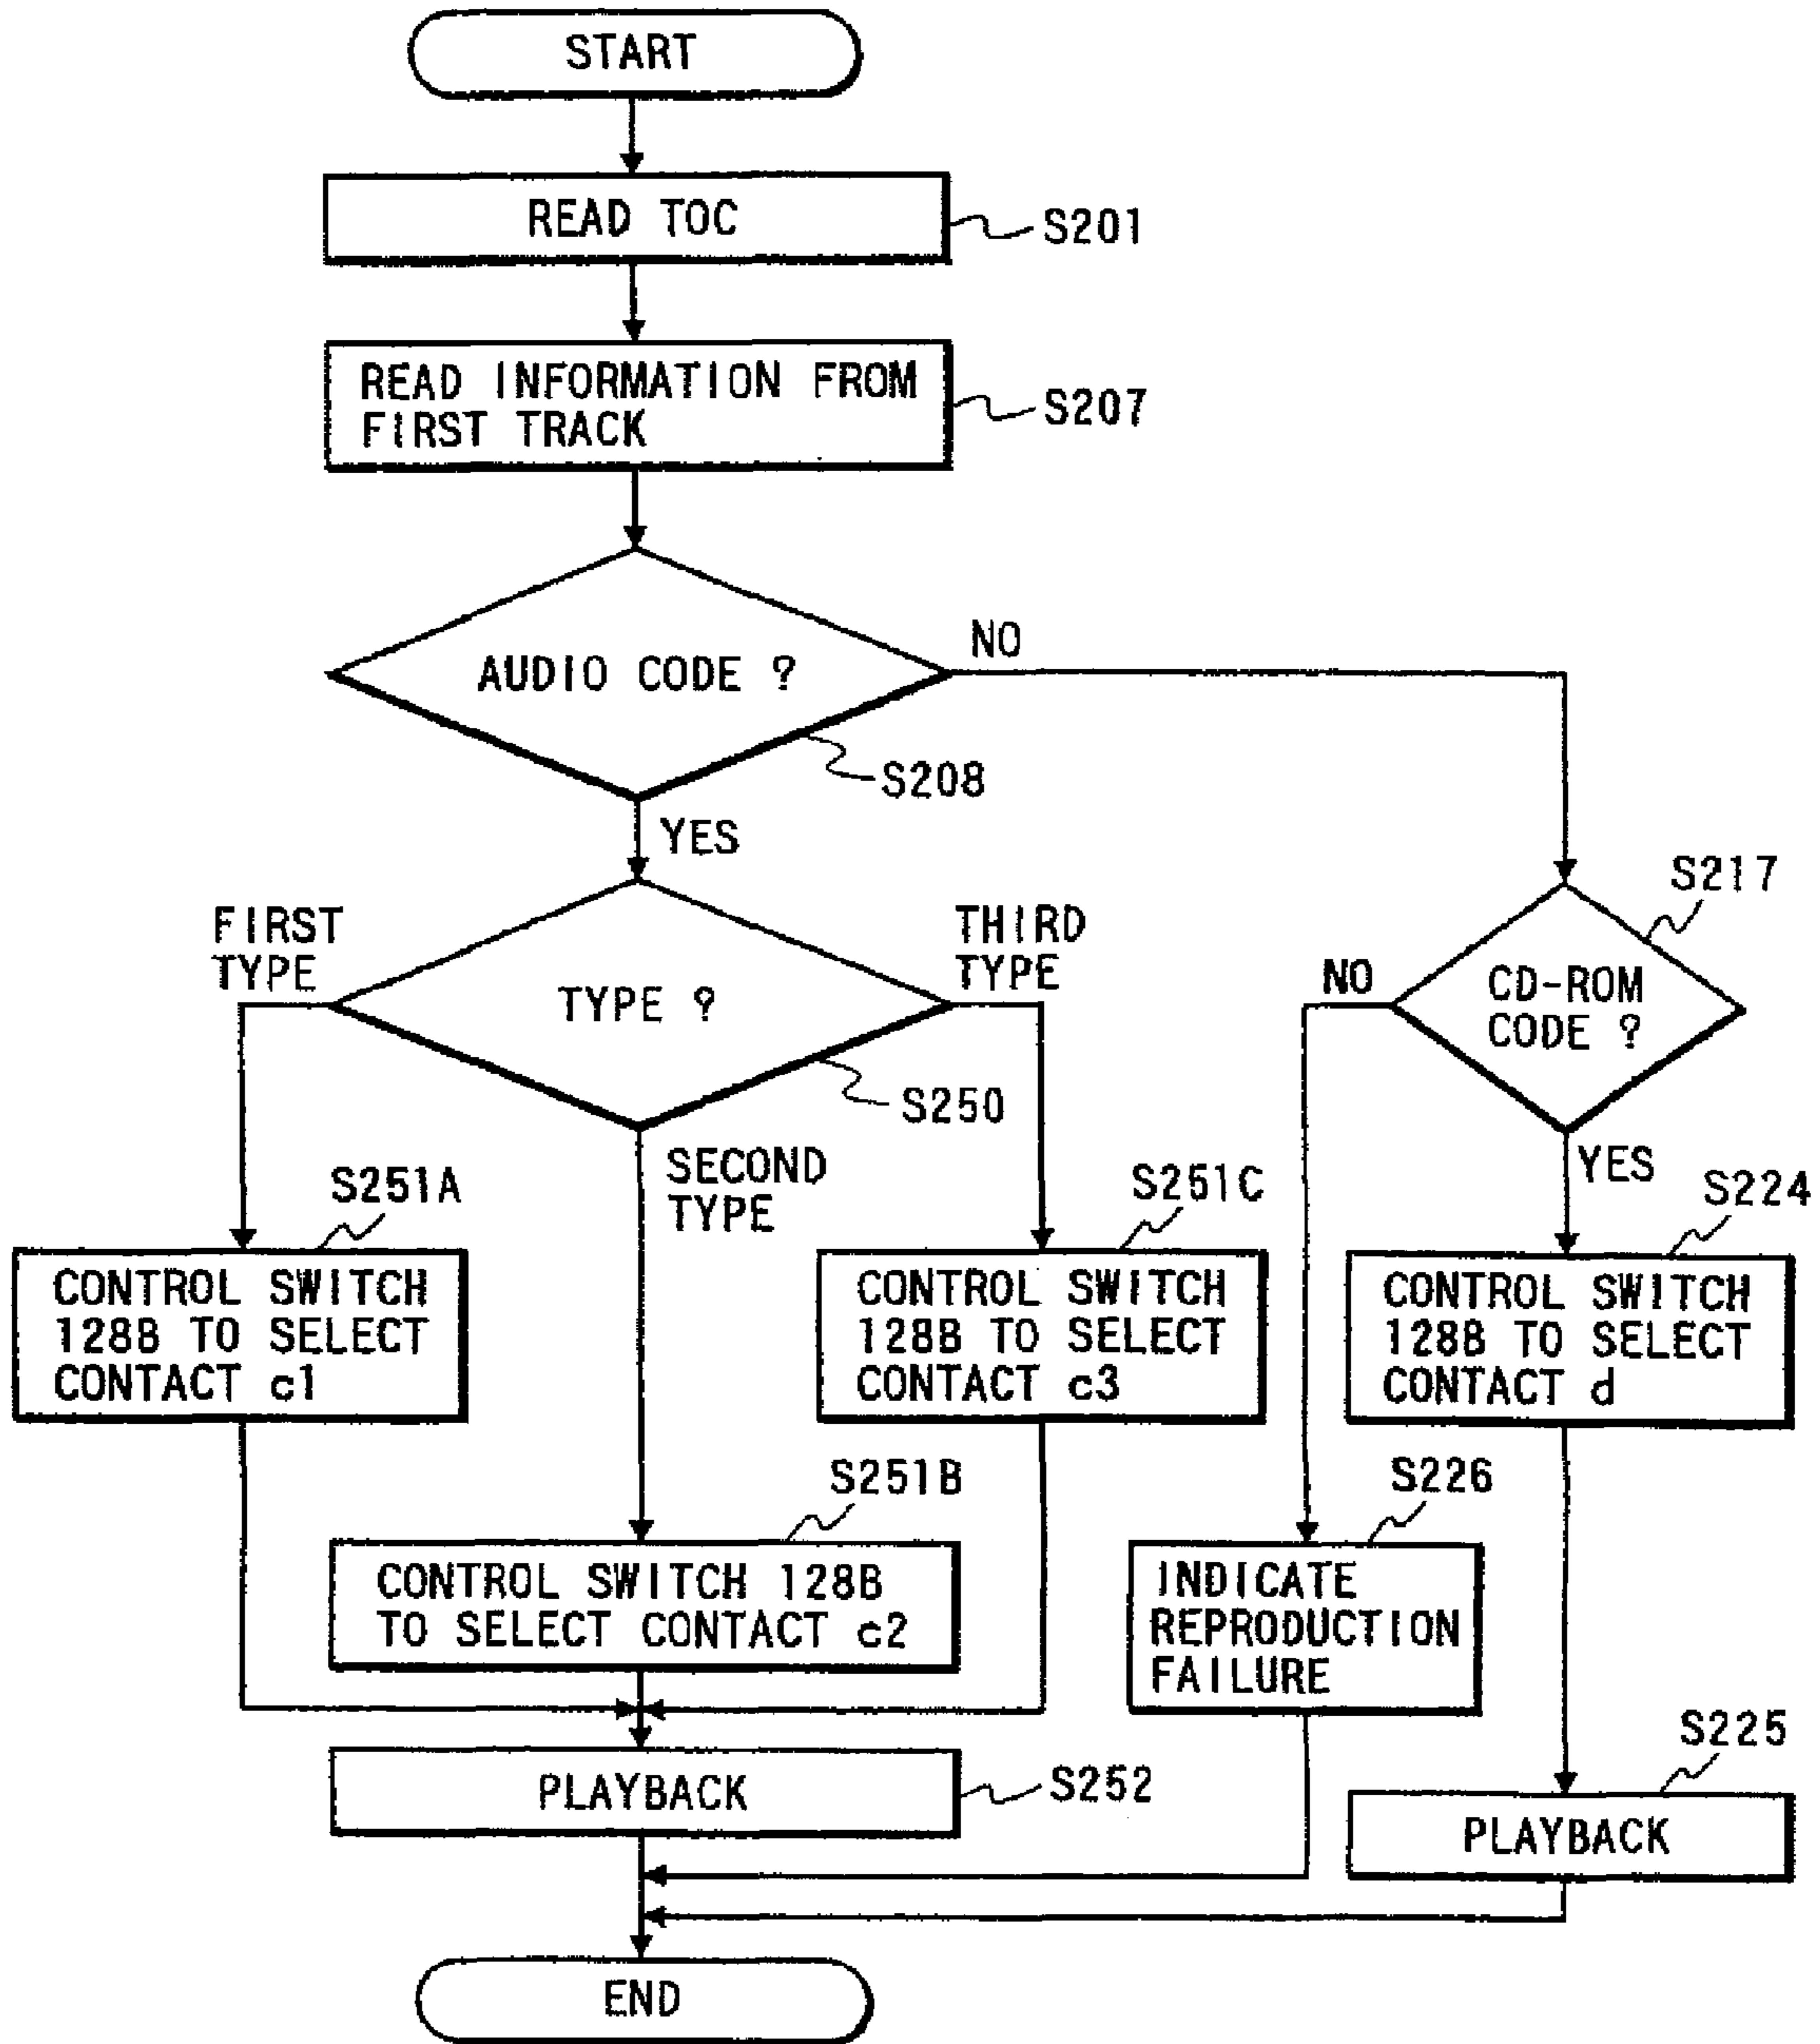 START
READ TOC
S201
READ INFORMATION FROM
FIRST TRACK
S207
AUDIO CODE ?
NO
S208
YES
FIRST
TYPE
THIRD
TYPE
TYPE ?
S250
SECOND
TYPE
S217
NO
CD-ROM
CODE ?
YES
S251A
CONTROL SWITCH
128B TO SELECT
CONTACT c1
S251C
CONTROL SWITCH
128B TO SELECT
CONTACT c3
S224
CONTROL SWITCH
128B TO SELECT
CONTACT d
S251B
CONTROL SWITCH 128B
TO SELECT CONTACT c2
S226
INDICATE
REPRODUCTION
FAILURE
PLAYBACK
S252
S225
PLAYBACK
END